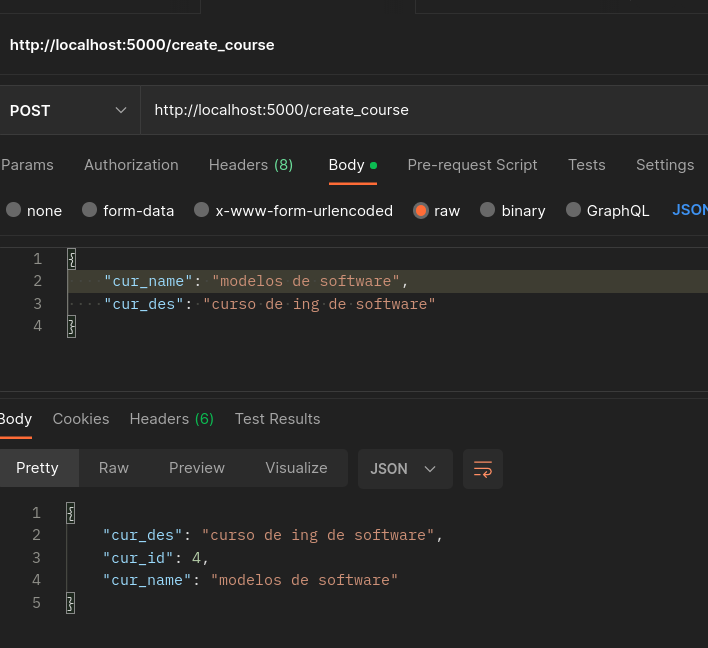 http://localhost:5000/create_course
POST http://localhost:5000/create_course
Params Authorization Headers (8) Body Pre-request Script Tests Settings
none form-data x-www-form-urlencoded raw binary GraphQL JSON
1 {
2 "cur_name": "modelos de software",
3 "cur_des": "curso de ing de software"
4 }
Body Cookies Headers (6) Test Results
Pretty Raw Preview Visualize JSON
1 {
2 "cur_des": "curso de ing de software",
3 "cur_id": 4,
4 "cur_name": "modelos de software"
5 }